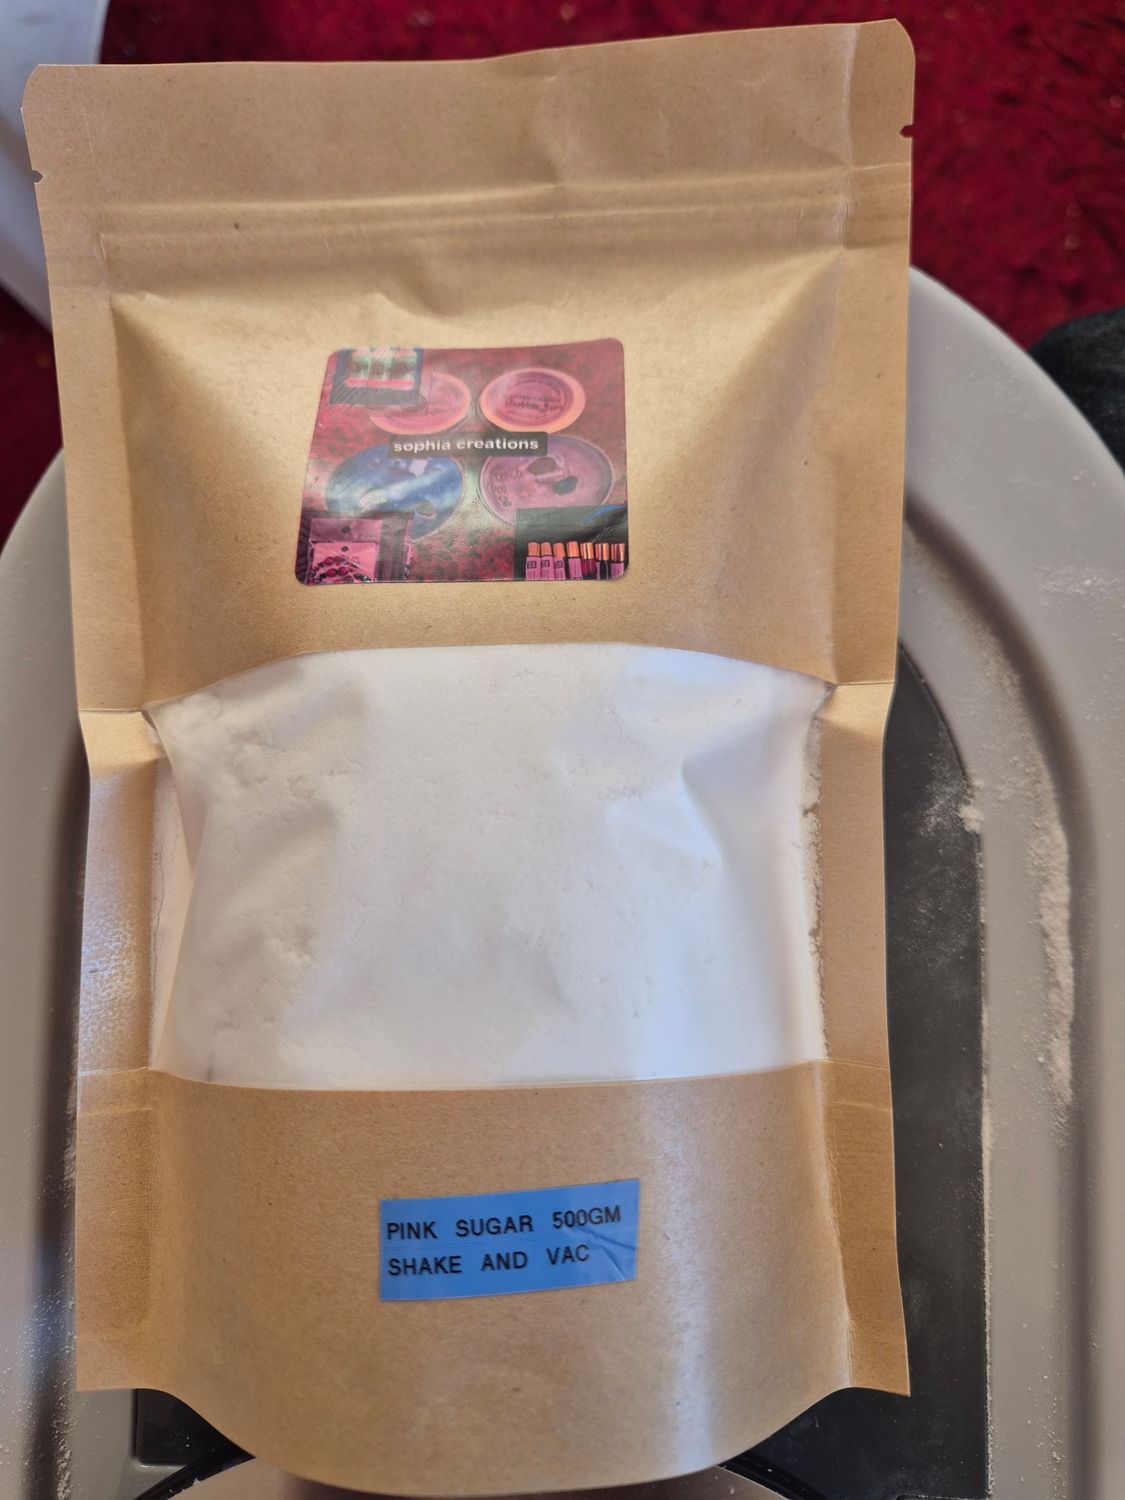 sophia creations
PINK SUGAR 500GM
SHAKE AND VAC